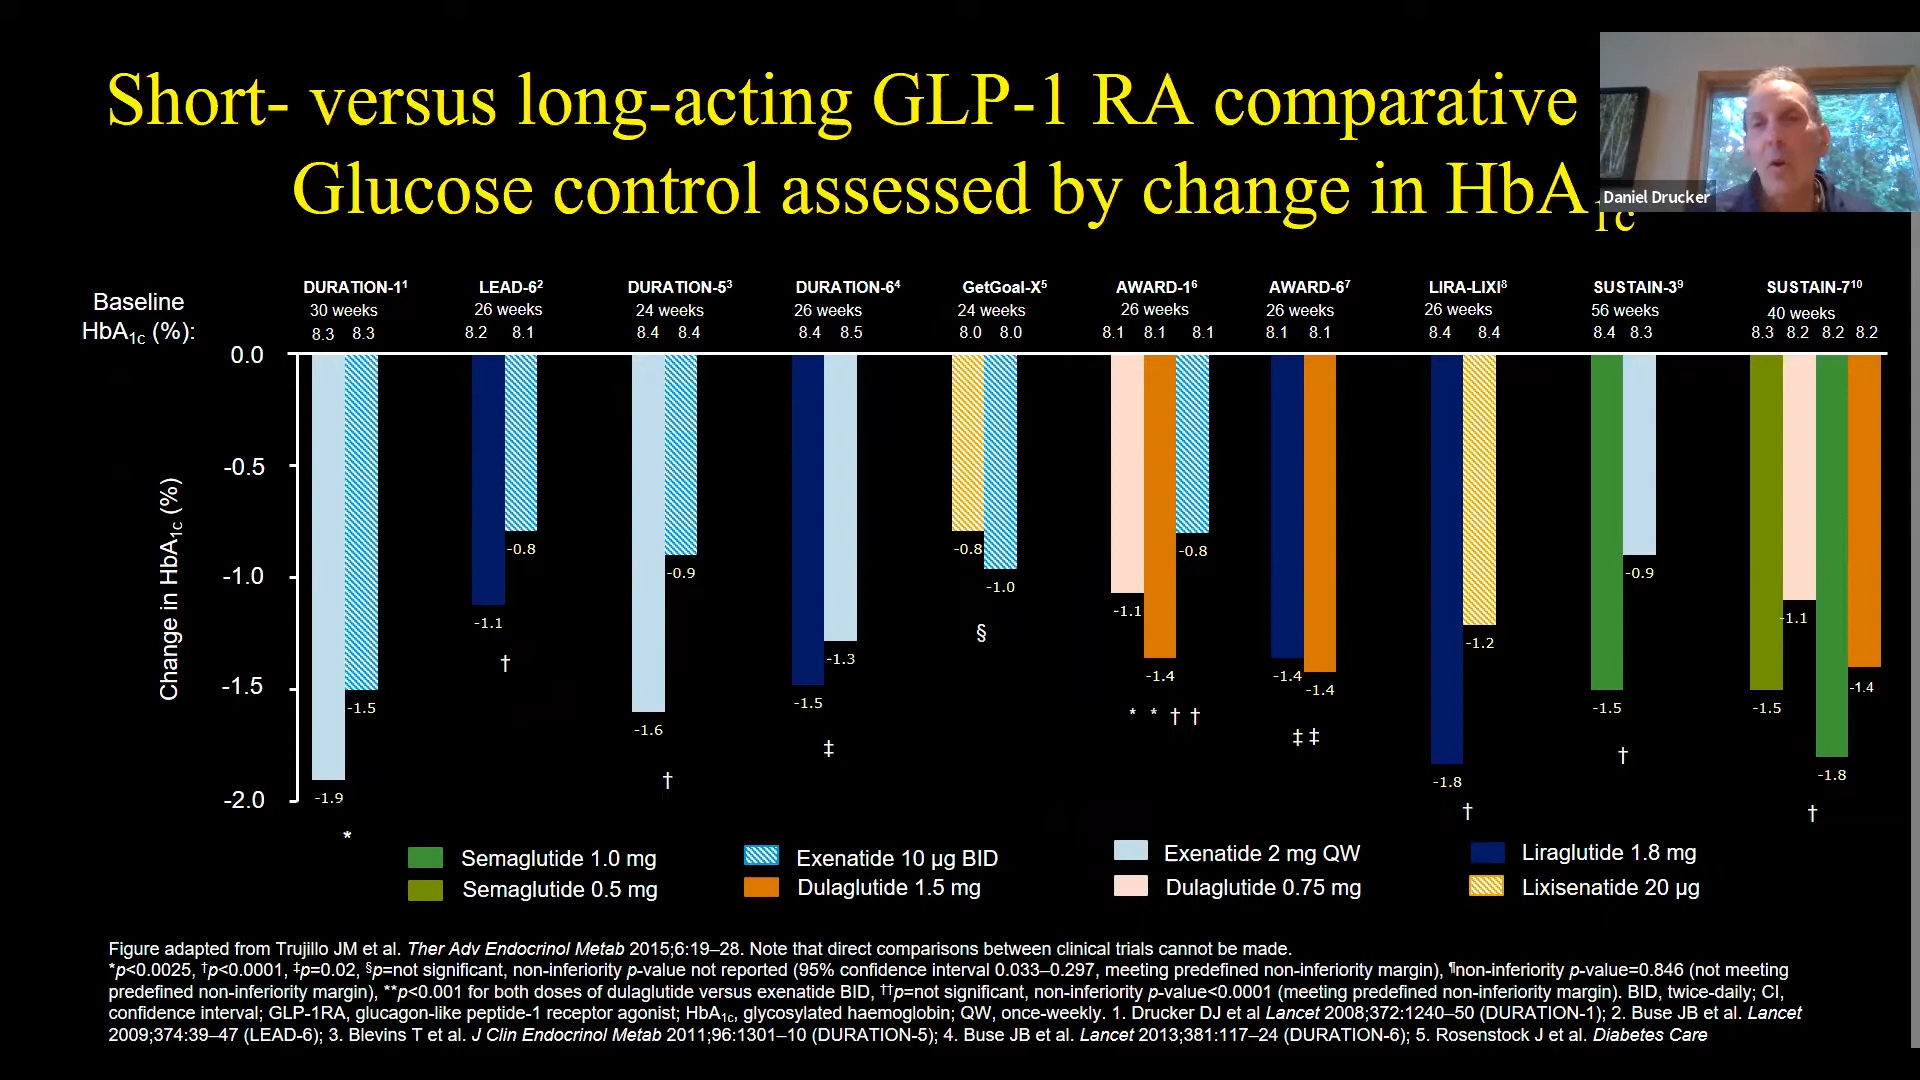 Short- versus long-acting GLP-1 RA comparative
Glucose control assessed by change in HbA1c
Daniel Drucker
Baseline
HbA1c (%):
DURATION-1¹
30 weeks
8.3 8.3
LEAD-6²
26 weeks
8.2 8.1
DURATION-5³
24 weeks
8.4 8.4
DURATION-6⁴
26 weeks
8.4 8.5
GetGoal-X⁵
24 weeks
8.0 8.0
AWARD-1⁶
26 weeks
8.1 8.1 8.1
AWARD-6⁷
26 weeks
8.1 8.1
LIRA-LIXI⁸
26 weeks
8.4 8.4
SUSTAIN-3⁹
56 weeks
8.4 8.3
SUSTAIN-7¹⁰
40 weeks
8.3 8.2 8.2 8.2
Change in HbA1c (%)
0.0
-0.5
-1.0
-1.5
-2.0
-1.9 -1.5
*
-1.1 -0.8
†
-1.6 -0.9
†
-1.5 -1.3
‡
-0.8 -1.0
§
-1.1 -1.4 -0.8
* * † †
-1.4 -1.4
‡ ‡
-1.8 -1.2
†
-1.5 -0.9
†
-1.5 -1.1 -1.8 -1.4
†
Semaglutide 1.0 mg
Exenatide 10 µg BID
Exenatide 2 mg QW
Liraglutide 1.8 mg
Semaglutide 0.5 mg
Dulaglutide 1.5 mg
Dulaglutide 0.75 mg
Lixisenatide 20 µg
Figure adapted from Trujillo JM et al. Ther Adv Endocrinol Metab 2015;6:19–28. Note that direct comparisons between clinical trials cannot be made.
*p<0.0025, †p<0.0001, ‡p=0.02, §p=not significant, non-inferiority p-value not reported (95% confidence interval 0.033–0.297, meeting predefined non-inferiority margin), ¶non-inferiority p-value=0.846 (not meeting
predefined non-inferiority margin), **p<0.001 for both doses of dulaglutide versus exenatide BID, ††p=not significant, non-inferiority p-value<0.0001 (meeting predefined non-inferiority margin). BID, twice-daily; CI,
confidence interval; GLP-1RA, glucagon-like peptide-1 receptor agonist; HbA1c, glycosylated haemoglobin; QW, once-weekly. 1. Drucker DJ et al Lancet 2008;372:1240–50 (DURATION-1); 2. Buse JB et al. Lancet
2009;374:39–47 (LEAD-6); 3. Blevins T et al. J Clin Endocrinol Metab 2011;96:1301–10 (DURATION-5); 4. Buse JB et al. Lancet 2013;381:117–24 (DURATION-6); 5. Rosenstock J et al. Diabetes Care